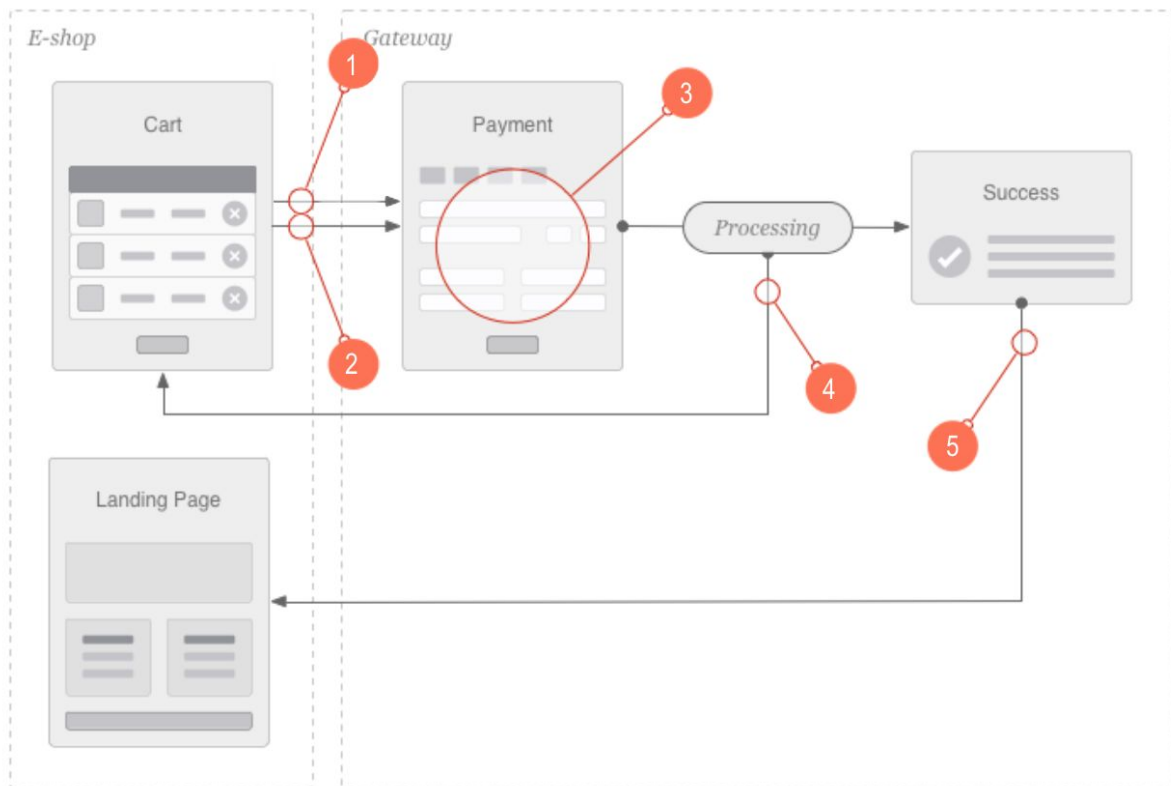 E-shop
Gateway
1
Cart
Payment
3
Success
Processing
2
4
5
Landing Page